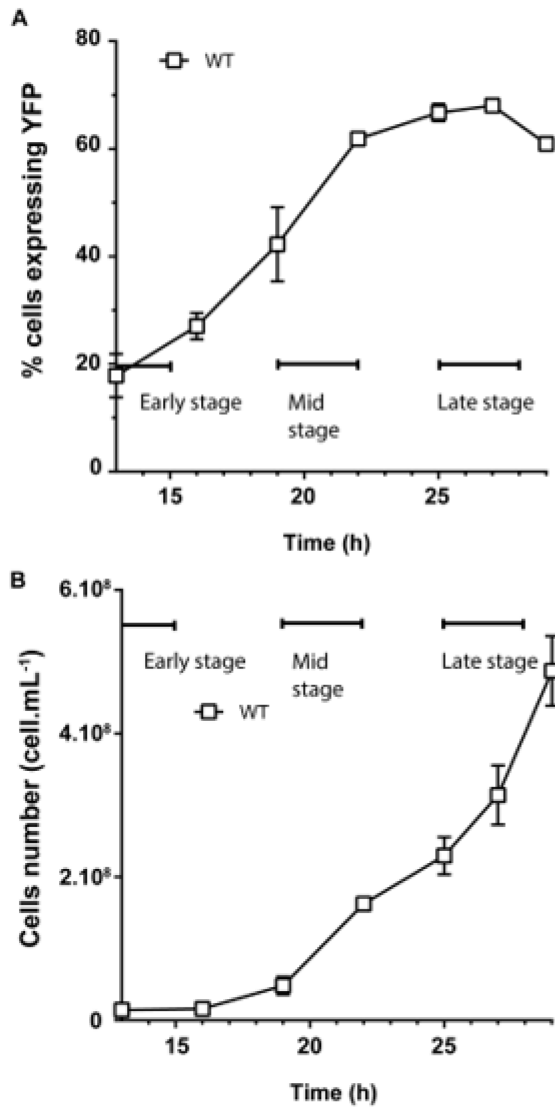 A
80
WT
60
% cells expressing YFP
40
20
Early stage
Mid
stage
Late stage
0
15
20
25
Time (h)
B
6.10⁸
Early stage
Mid
stage
Late stage
WT
4.10⁸
Cells number (cell.mL⁻¹)
2.10⁸
0
15
20
25
Time (h)